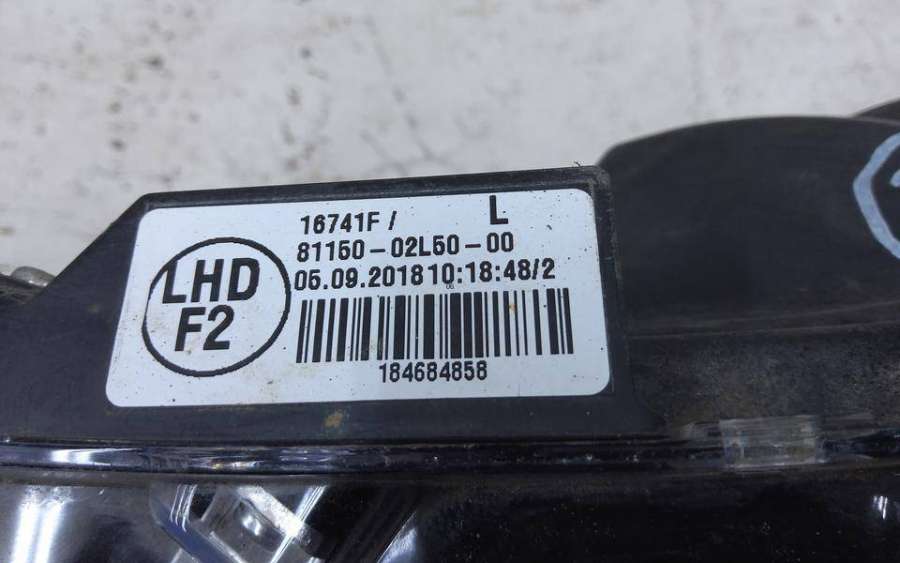 16741F / L
81150-02L50-00
05.09.2018 10:18:48/2
LHD
F2
184684858